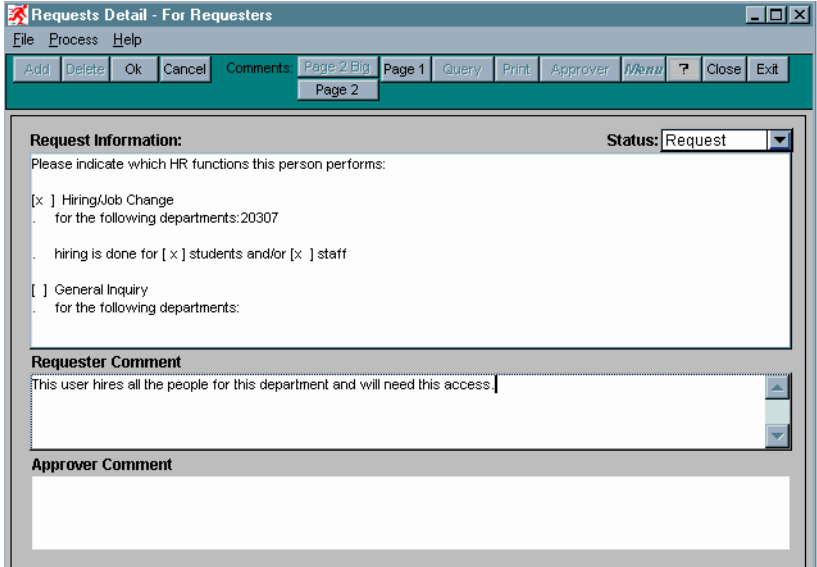 Requests Detail - For Requesters
File Process Help
Add Delete Ok Cancel Comments: Page 2 Big Page 1 Query Print Approver Menu ? Close Exit
Page 2
Request Information: Status: Request
Please indicate which HR functions this person performs:
[x ] Hiring/Job Change
. for the following departments:20307
. hiring is done for [ x ] students and/or [x ] staff
[ ] General Inquiry
. for the following departments:
Requester Comment
This user hires all the people for this department and will need this access.
Approver Comment